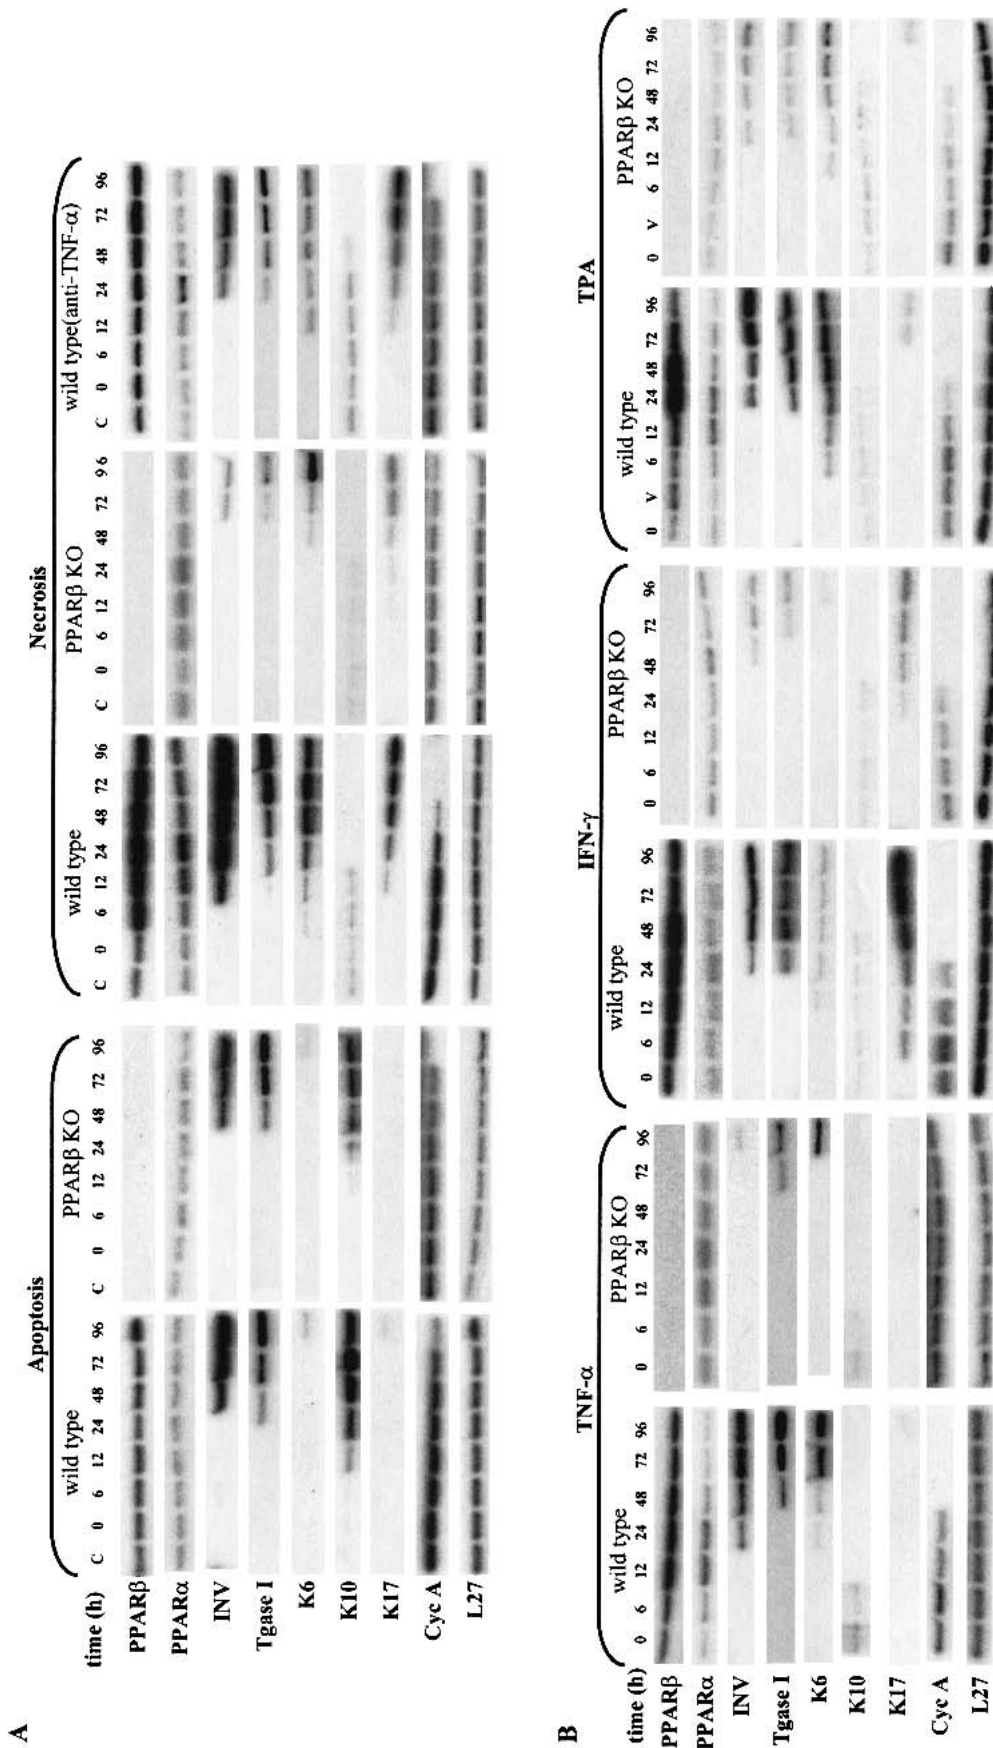 A
Apoptosis
Necrosis
wild type
PPARβ KO
wild type
PPARβ KO
wild type(anti-TNF-α)
time (h)
C 0 6 12 24 48 72 96
C 0 6 12 24 48 72 96
C 0 6 12 24 48 72 96
C 0 6 12 24 48 72 96
C 0 6 12 24 48 72 96
PPARβ
PPARα
INV
Tgase I
K6
K10
K17
Cyc A
L27
B
TNF-α
IFN-γ
TPA
wild type
PPARβ KO
wild type
PPARβ KO
wild type
PPARβ KO
time (h)
0 6 12 24 48 72 96
0 6 12 24 48 72 96
0 6 12 24 48 72 96
0 6 12 24 48 72 96
0 V 6 12 24 48 72 96
0 V 6 12 24 48 72 96
PPARβ
PPARα
INV
Tgase I
K6
K10
K17
Cyc A
L27